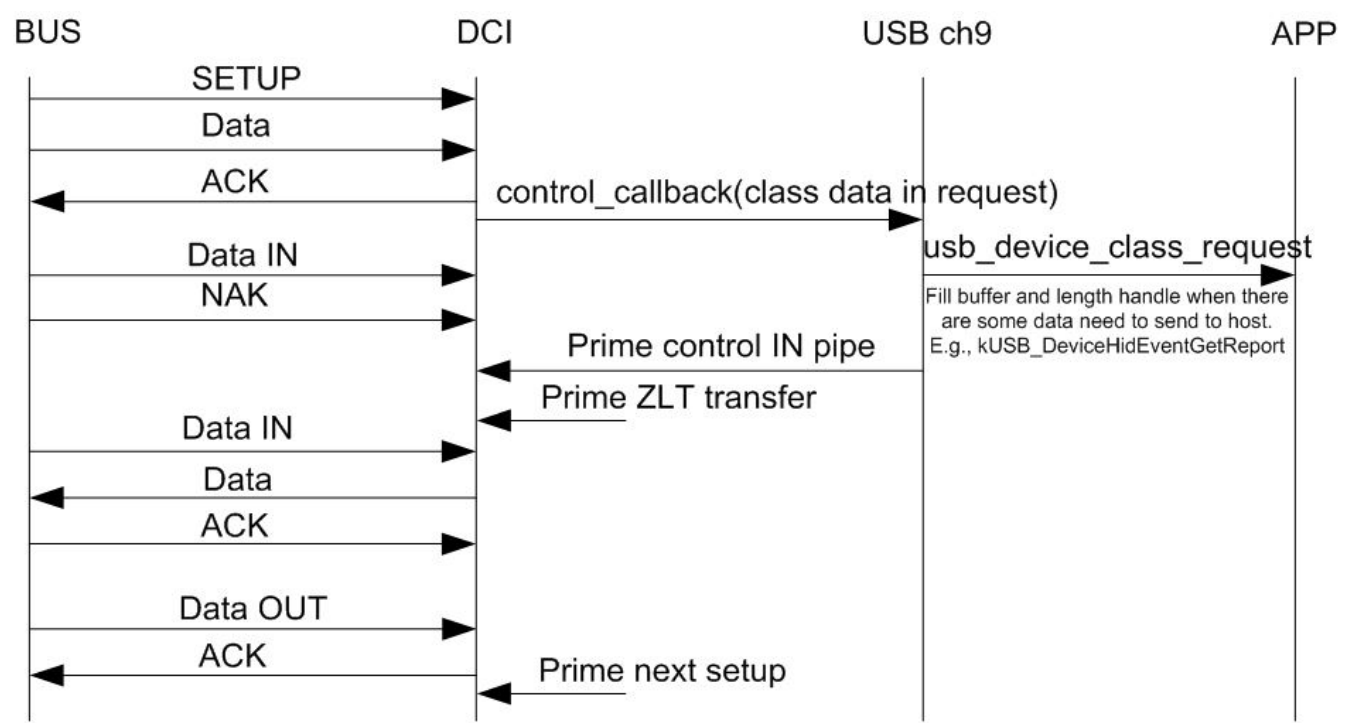 BUS DCI USB ch9 APP
SETUP
Data
ACK
control_callback(class data in request)
Data IN
usb_device_class_request
NAK
Fill buffer and length handle when there
are some data need to send to host.
E.g., kUSB_DeviceHidEventGetReport
Prime control IN pipe
Prime ZLT transfer
Data IN
Data
ACK
Data OUT
ACK
Prime next setup